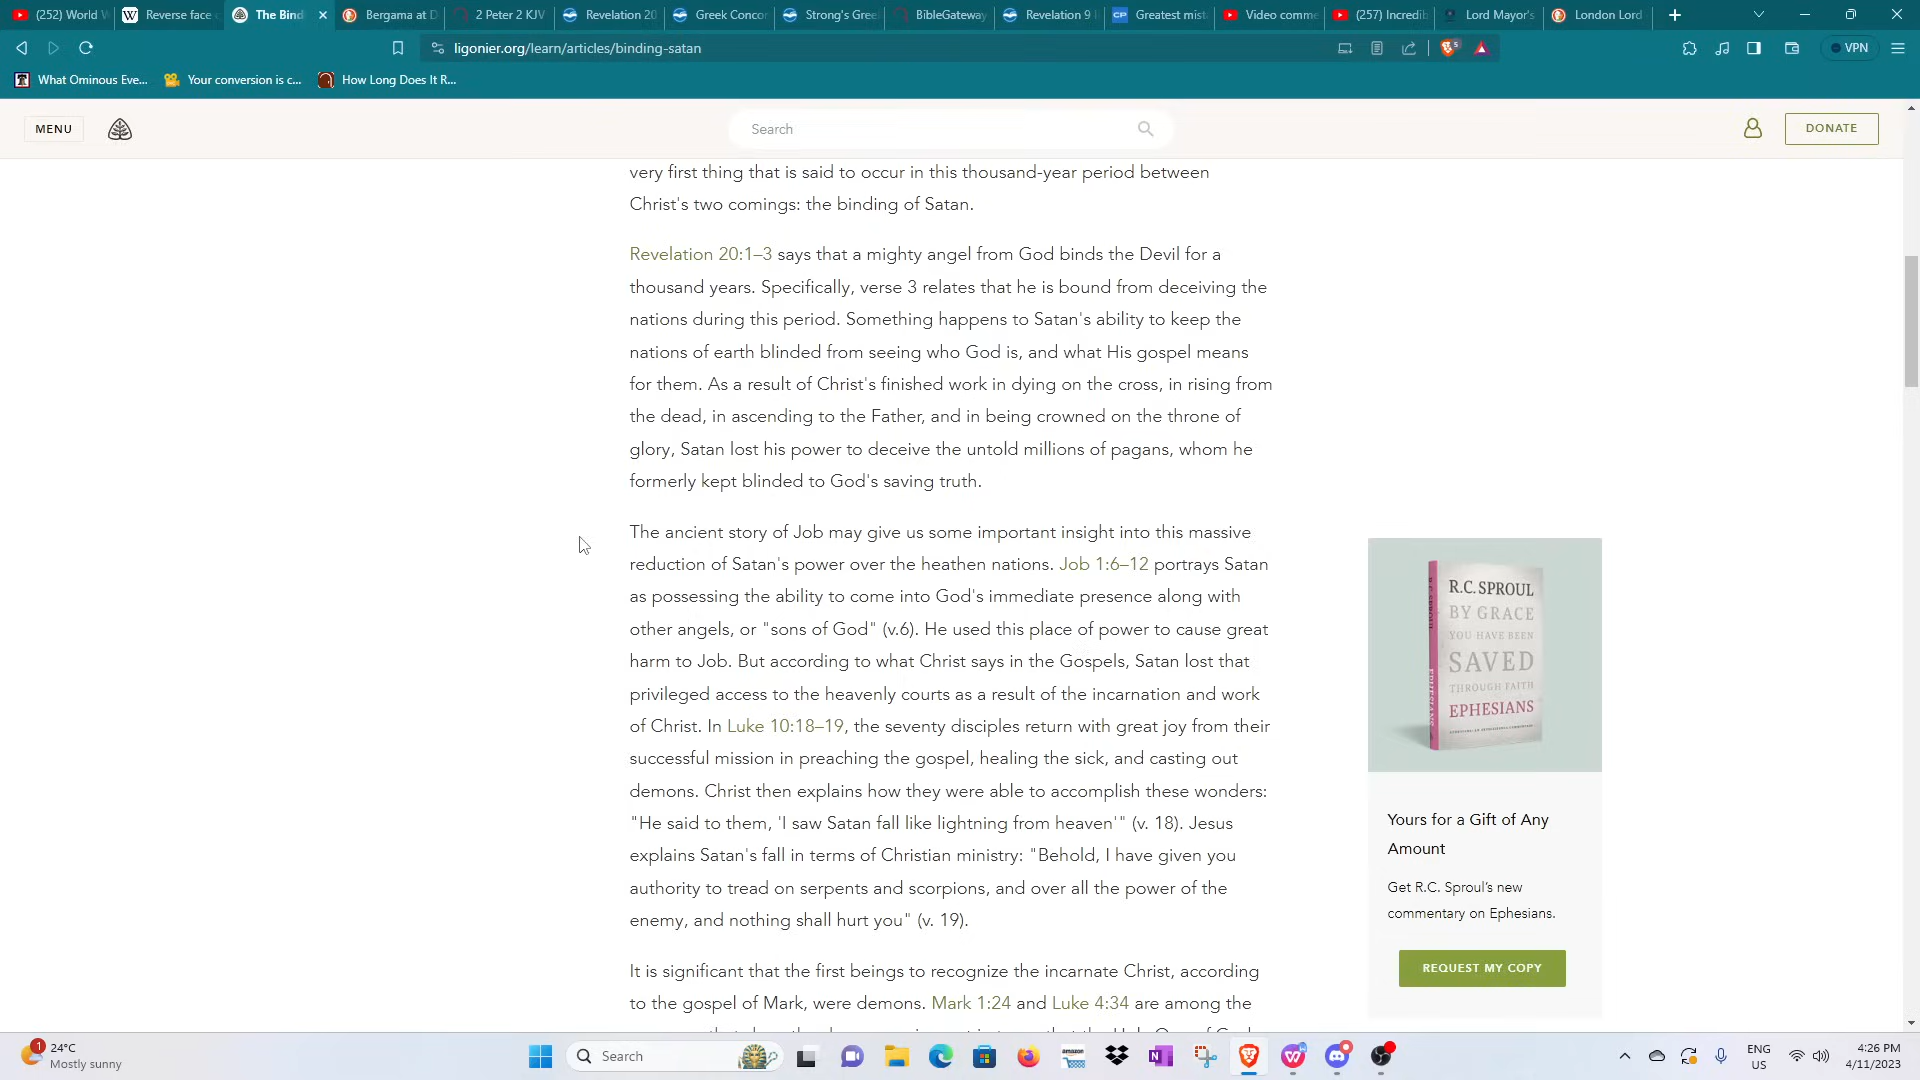 (252) World W
Reverse face
The Bind
Bergama at D
2 Peter 2 KJV
Revelation 20
Greek Conco
Strong's Gree
BibleGateway
Revelation 9
Greatest mist
Video comme
(257) Incredib
Lord Mayor's
London Lord
ligonier.org/learn/articles/binding-satan
VPN
What Ominous Eve...
Your conversion is c...
How Long Does It R...
MENU
Search
DONATE
very first thing that is said to occur in this thousand-year period between
Christ's two comings: the binding of Satan.
Revelation 20:1–3 says that a mighty angel from God binds the Devil for a
thousand years. Specifically, verse 3 relates that he is bound from deceiving the
nations during this period. Something happens to Satan's ability to keep the
nations of earth blinded from seeing who God is, and what His gospel means
for them. As a result of Christ's finished work in dying on the cross, in rising from
the dead, in ascending to the Father, and in being crowned on the throne of
glory, Satan lost his power to deceive the untold millions of pagans, whom he
formerly kept blinded to God's saving truth.
The ancient story of Job may give us some important insight into this massive
reduction of Satan's power over the heathen nations. Job 1:6–12 portrays Satan
as possessing the ability to come into God's immediate presence along with
other angels, or "sons of God" (v.6). He used this place of power to cause great
harm to Job. But according to what Christ says in the Gospels, Satan lost that
privileged access to the heavenly courts as a result of the incarnation and work
of Christ. In Luke 10:18–19, the seventy disciples return with great joy from their
successful mission in preaching the gospel, healing the sick, and casting out
demons. Christ then explains how they were able to accomplish these wonders:
"He said to them, 'I saw Satan fall like lightning from heaven'" (v. 18). Jesus
explains Satan's fall in terms of Christian ministry: "Behold, I have given you
authority to tread on serpents and scorpions, and over all the power of the
enemy, and nothing shall hurt you" (v. 19).
It is significant that the first beings to recognize the incarnate Christ, according
to the gospel of Mark, were demons. Mark 1:24 and Luke 4:34 are among the
R.C. SPROUL
BY GRACE
YOU HAVE BEEN
SAVED
THROUGH FAITH
EPHESIANS
Yours for a Gift of Any
Amount
Get R.C. Sproul's new
commentary on Ephesians.
REQUEST MY COPY
1
24°C
Mostly sunny
Search
amazon
ENG
US
4:26 PM
4/11/2023